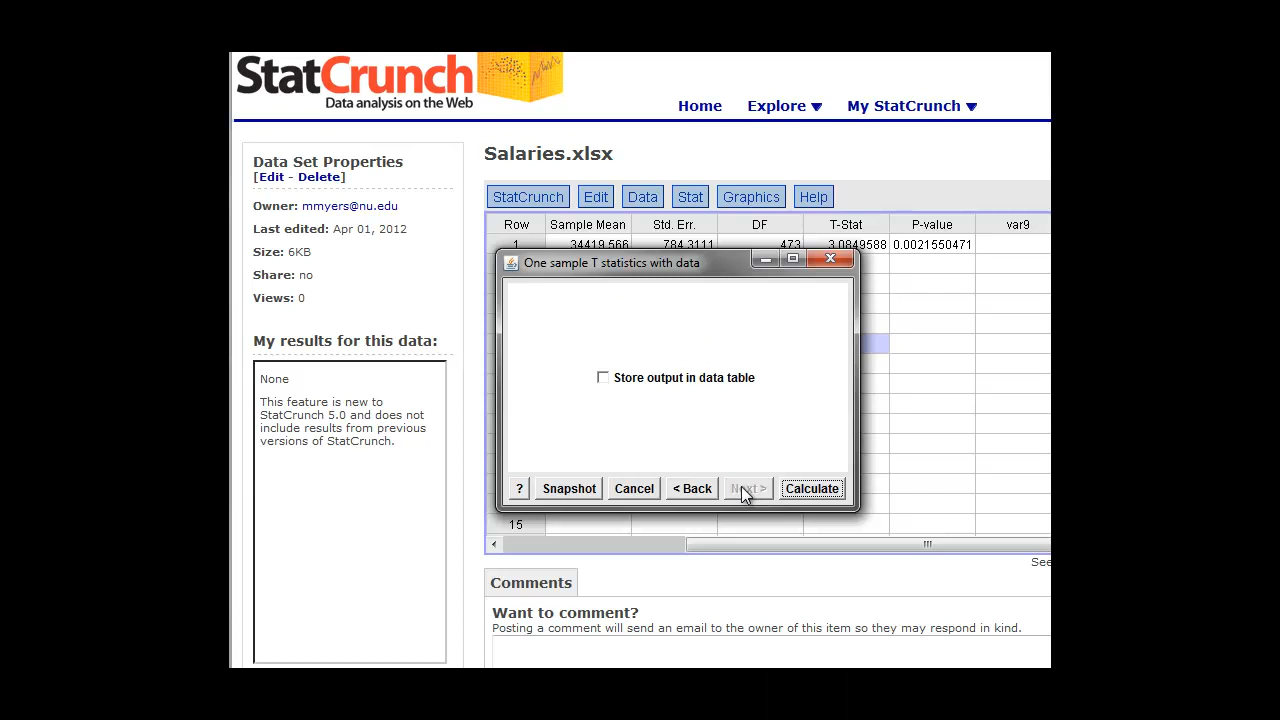 StatCrunch
Data analysis on the Web
Home Explore My StatCrunch
Data Set Properties
[Edit - Delete]
Owner: mmyers@nu.edu
Last edited: Apr 01, 2012
Size: 6KB
Share: no
Views: 0
My results for this data:
None
This feature is new to
StatCrunch 5.0 and does not
include results from previous
versions of StatCrunch.
Salaries.xlsx
StatCrunch Edit Data Stat Graphics Help
Row Sample Mean Std. Err. DF T-Stat P-value var9
1 34419.566 784.3111 473 3.0849588 0.0021550471
One sample T statistics with data
Store output in data table
? Snapshot Cancel < Back Next > Calculate
15
See
Comments
Want to comment?
Posting a comment will send an email to the owner of this item so they may respond in kind.